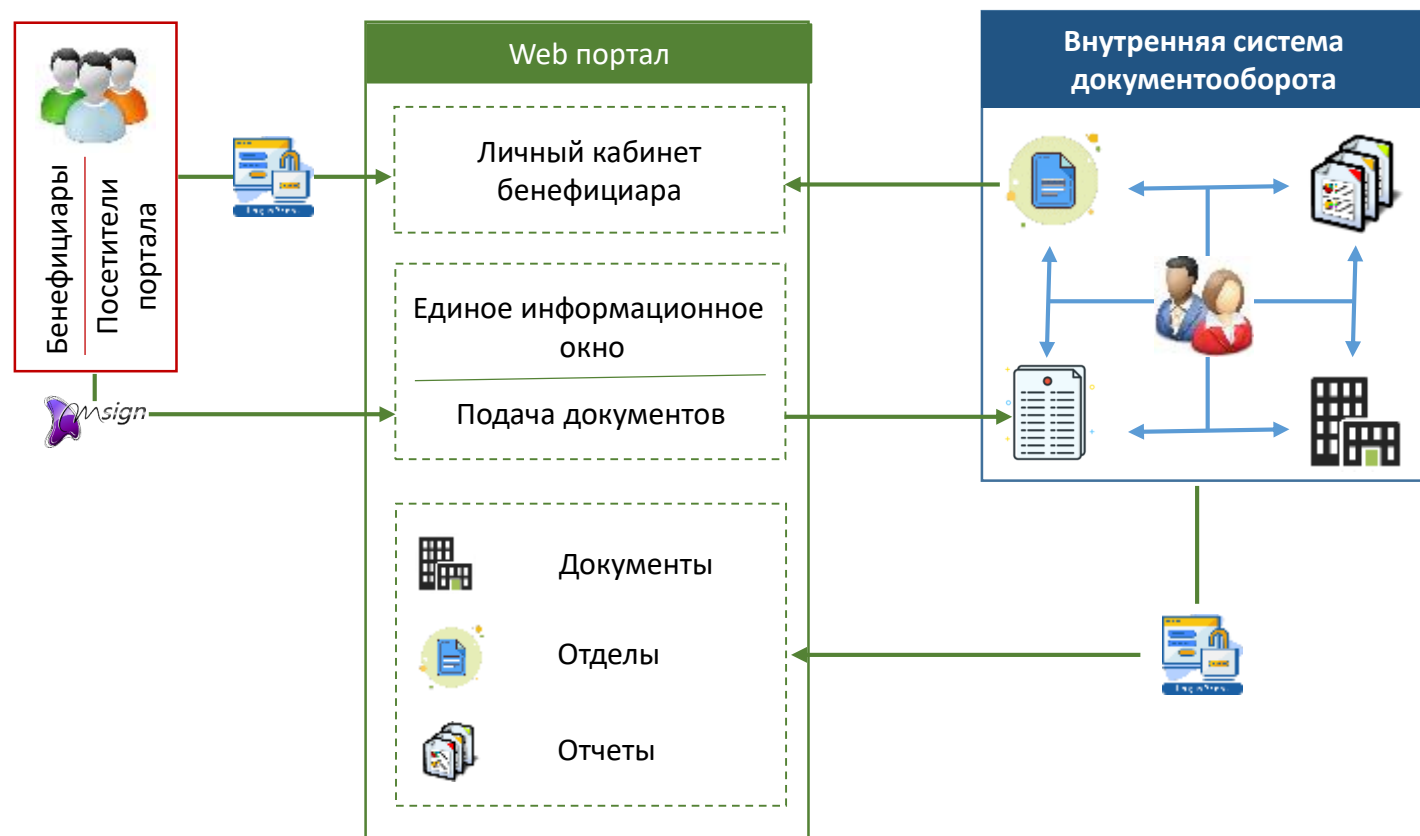 Бенефициары
Посетители
портала
Msign
Web портал
Личный кабинет
бенефициара
Единое информационное
окно
Подача документов
Документы
Отделы
Отчеты
Внутренняя система
документооборота